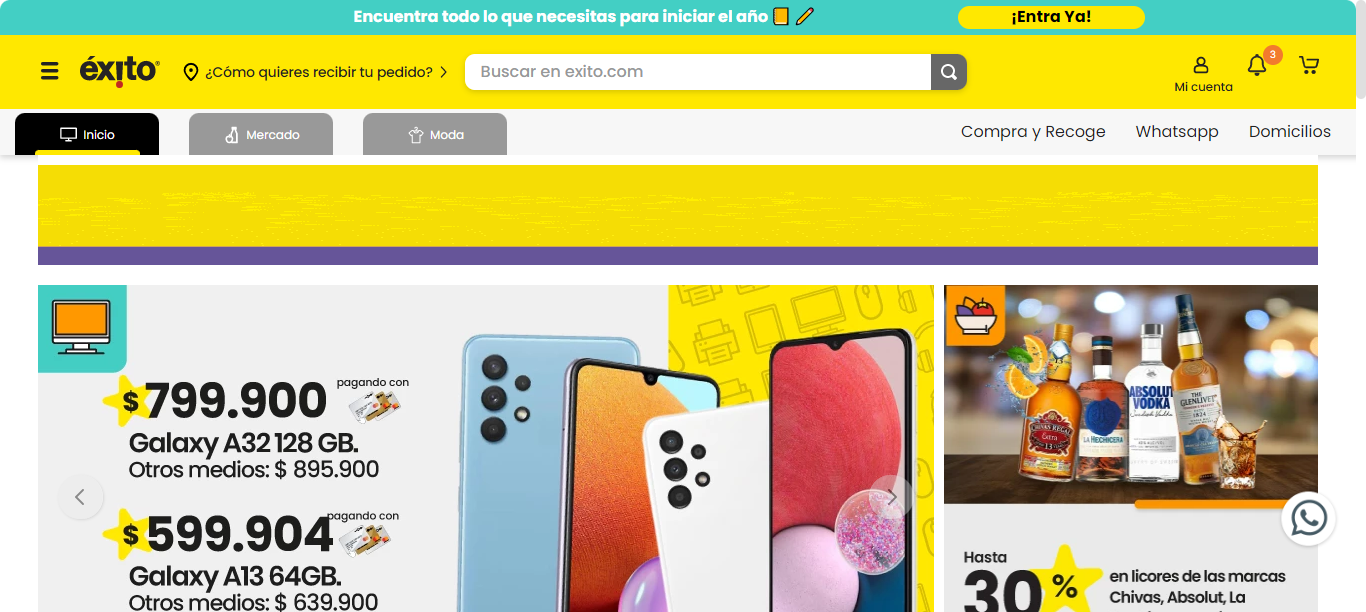 Encuentra todo lo que necesitas para iniciar el año
¡Entra Ya!
éxito
¿Cómo quieres recibir tu pedido?
Buscar en exito.com
Mi cuenta
3
Inicio
Mercado
Moda
Compra y Recoge
Whatsapp
Domicilios
$799.900
pagando con
Galaxy A32 128 GB.
Otros medios: $ 895.900
$599.904
pagando con
Galaxy A13 64GB.
Otros medios: $ 639.900
CHIVAS REGAL
Extra
13
LA HECHICERA
ABSOLUT
VODKA
THE
GLENLIVET
1824
Hasta
30%
en licores de las marcas
Chivas, Absolut, La